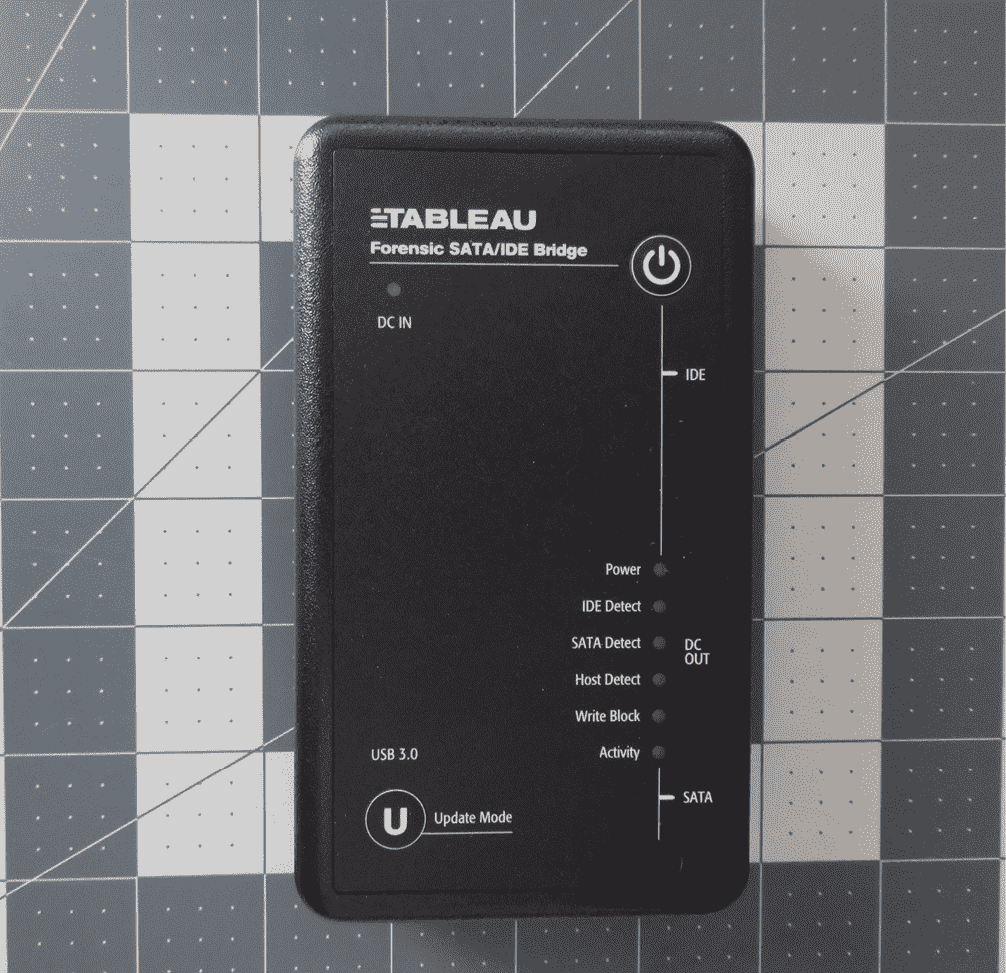 TABLEAU
Forensic SATA/IDE Bridge
DC IN
IDE
Power
IDE Detect
SATA Detect
DC
OUT
Host Detect
Write Block
Activity
USB 3.0
SATA
U
Update Mode